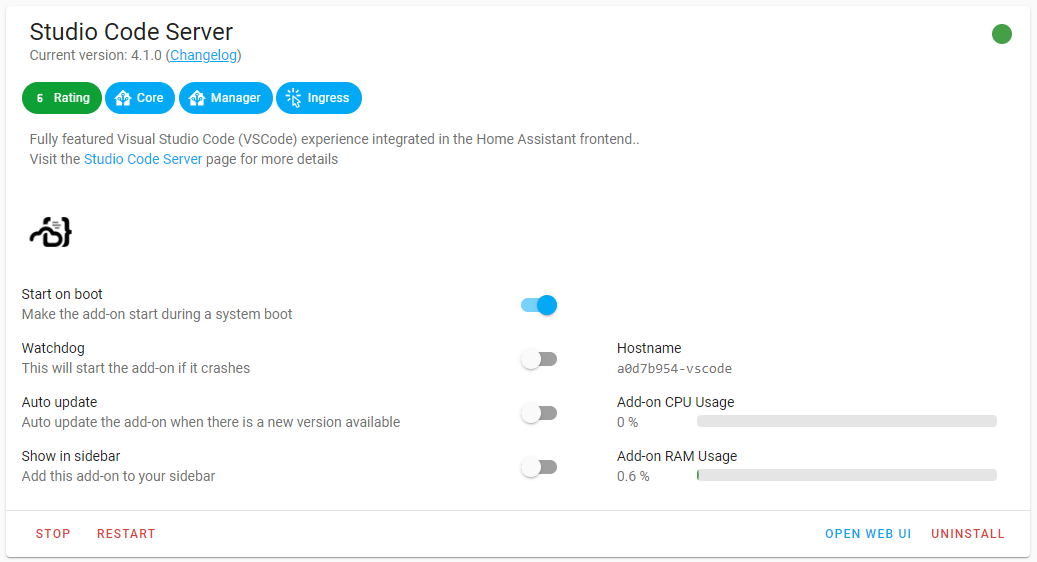 Studio Code Server
Current version: 4.1.0 (Changelog)
6 Rating Core Manager Ingress
Fully featured Visual Studio Code (VSCode) experience integrated in the Home Assistant frontend..
Visit the Studio Code Server page for more details
Start on boot
Make the add-on start during a system boot
Watchdog
This will start the add-on if it crashes
Hostname
a0d7b954-vscode
Auto update
Auto update the add-on when there is a new version available
Add-on CPU Usage
0 %
Show in sidebar
Add this add-on to your sidebar
Add-on RAM Usage
0.6 %
STOP RESTART OPEN WEB UI UNINSTALL